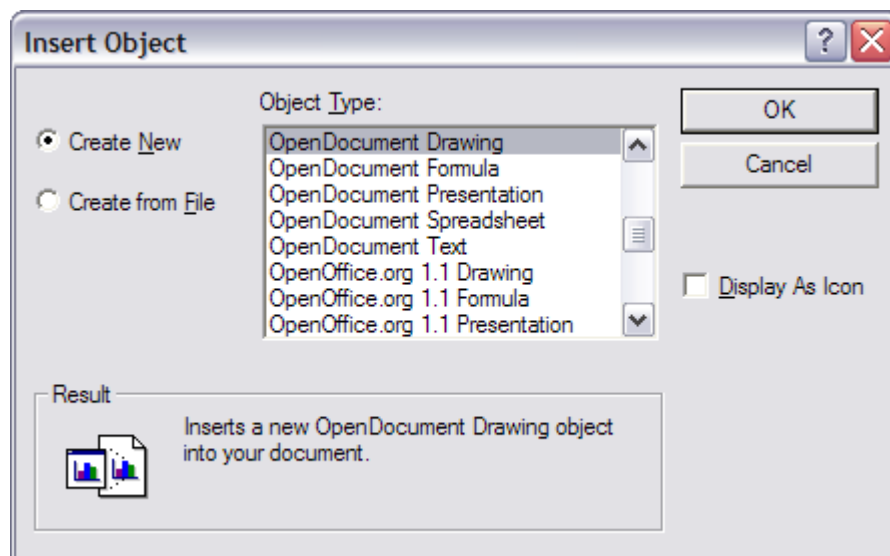 Insert Object
Create New
Create from File
Object Type:
OpenDocument Drawing
OpenDocument Formula
OpenDocument Presentation
OpenDocument Spreadsheet
OpenDocument Text
OpenOffice.org 1.1 Drawing
OpenOffice.org 1.1 Formula
OpenOffice.org 1.1 Presentation
OK
Cancel
Display As Icon
Result
Inserts a new OpenDocument Drawing object
into your document.